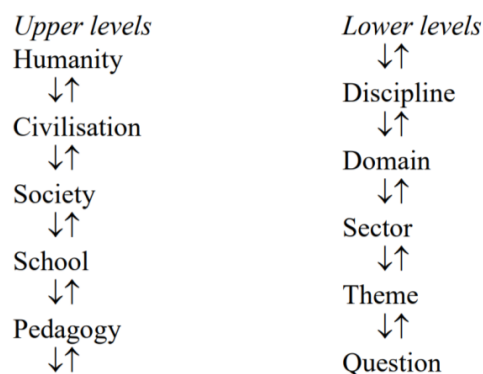 Upper levels
Humanity
↓↑
Civilisation
↓↑
Society
↓↑
School
↓↑
Pedagogy
↓↑
Lower levels
↓↑
Discipline
↓↑
Domain
↓↑
Sector
↓↑
Theme
↓↑
Question